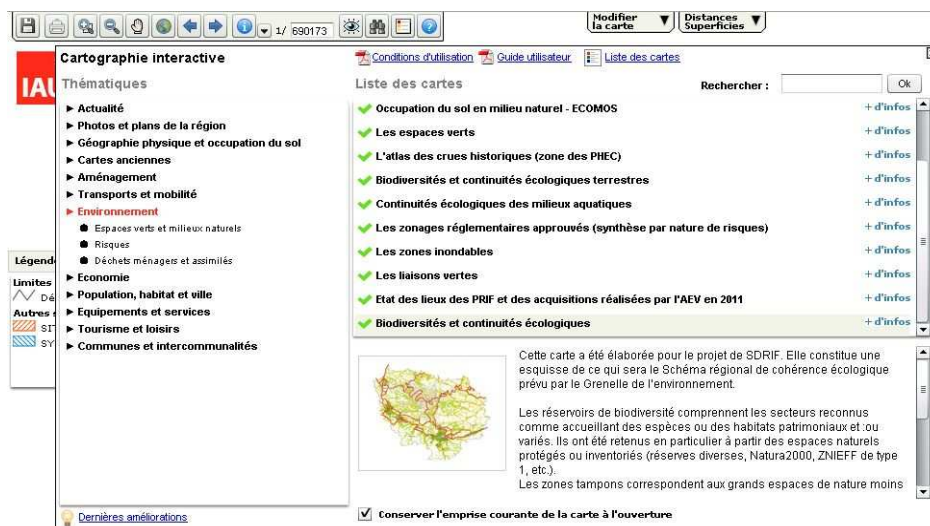 1/ 690173
Modifier
la carte
Distances
Superficies
IAU
Cartographie interactive
Conditions d'utilisation
Guide utilisateur
Liste des cartes
Thématiques
Liste des cartes
Rechercher :
Ok
Actualité
Photos et plans de la région
Géographie physique et occupation du sol
Cartes anciennes
Aménagement
Transports et mobilité
Environnement
Espaces verts et milieux naturels
Risques
Déchets ménagers et assimilés
Economie
Population, habitat et ville
Equipements et services
Tourisme et loisirs
Communes et intercommunalités
Occupation du sol en milieu naturel - ECOMOS + d'infos
Les espaces verts + d'infos
L'atlas des crues historiques (zone des PHEC) + d'infos
Biodiversités et continuités écologiques terrestres + d'infos
Continuités écologiques des milieux aquatiques + d'infos
Les zonages réglementaires approuvés (synthèse par nature de risques) + d'infos
Les zones inondables + d'infos
Les liaisons vertes + d'infos
Etat des lieux des PRIF et des acquisitions réalisées par l'AEV en 2011 + d'infos
Biodiversités et continuités écologiques + d'infos
Légende
Limites
Dé
Autres s
SIT
SY
Cette carte a été élaborée pour le projet de SDRIF. Elle constitue une
esquisse de ce qui sera le Schéma régional de cohérence écologique
prévu par le Grenelle de l'environnement.
Les réservoirs de biodiversité comprennent les secteurs reconnus
comme accueillant des espèces ou des habitats patrimoniaux et :ou
variés. Ils ont été retenus en particulier à partir des espaces naturels
protégés ou inventoriés (réserves diverses, Natura2000, ZNIEFF de type
1, etc.).
Les zones tampons correspondent aux grands espaces de nature moins
Dernières améliorations
Conserver l'emprise courante de la carte à l'ouverture